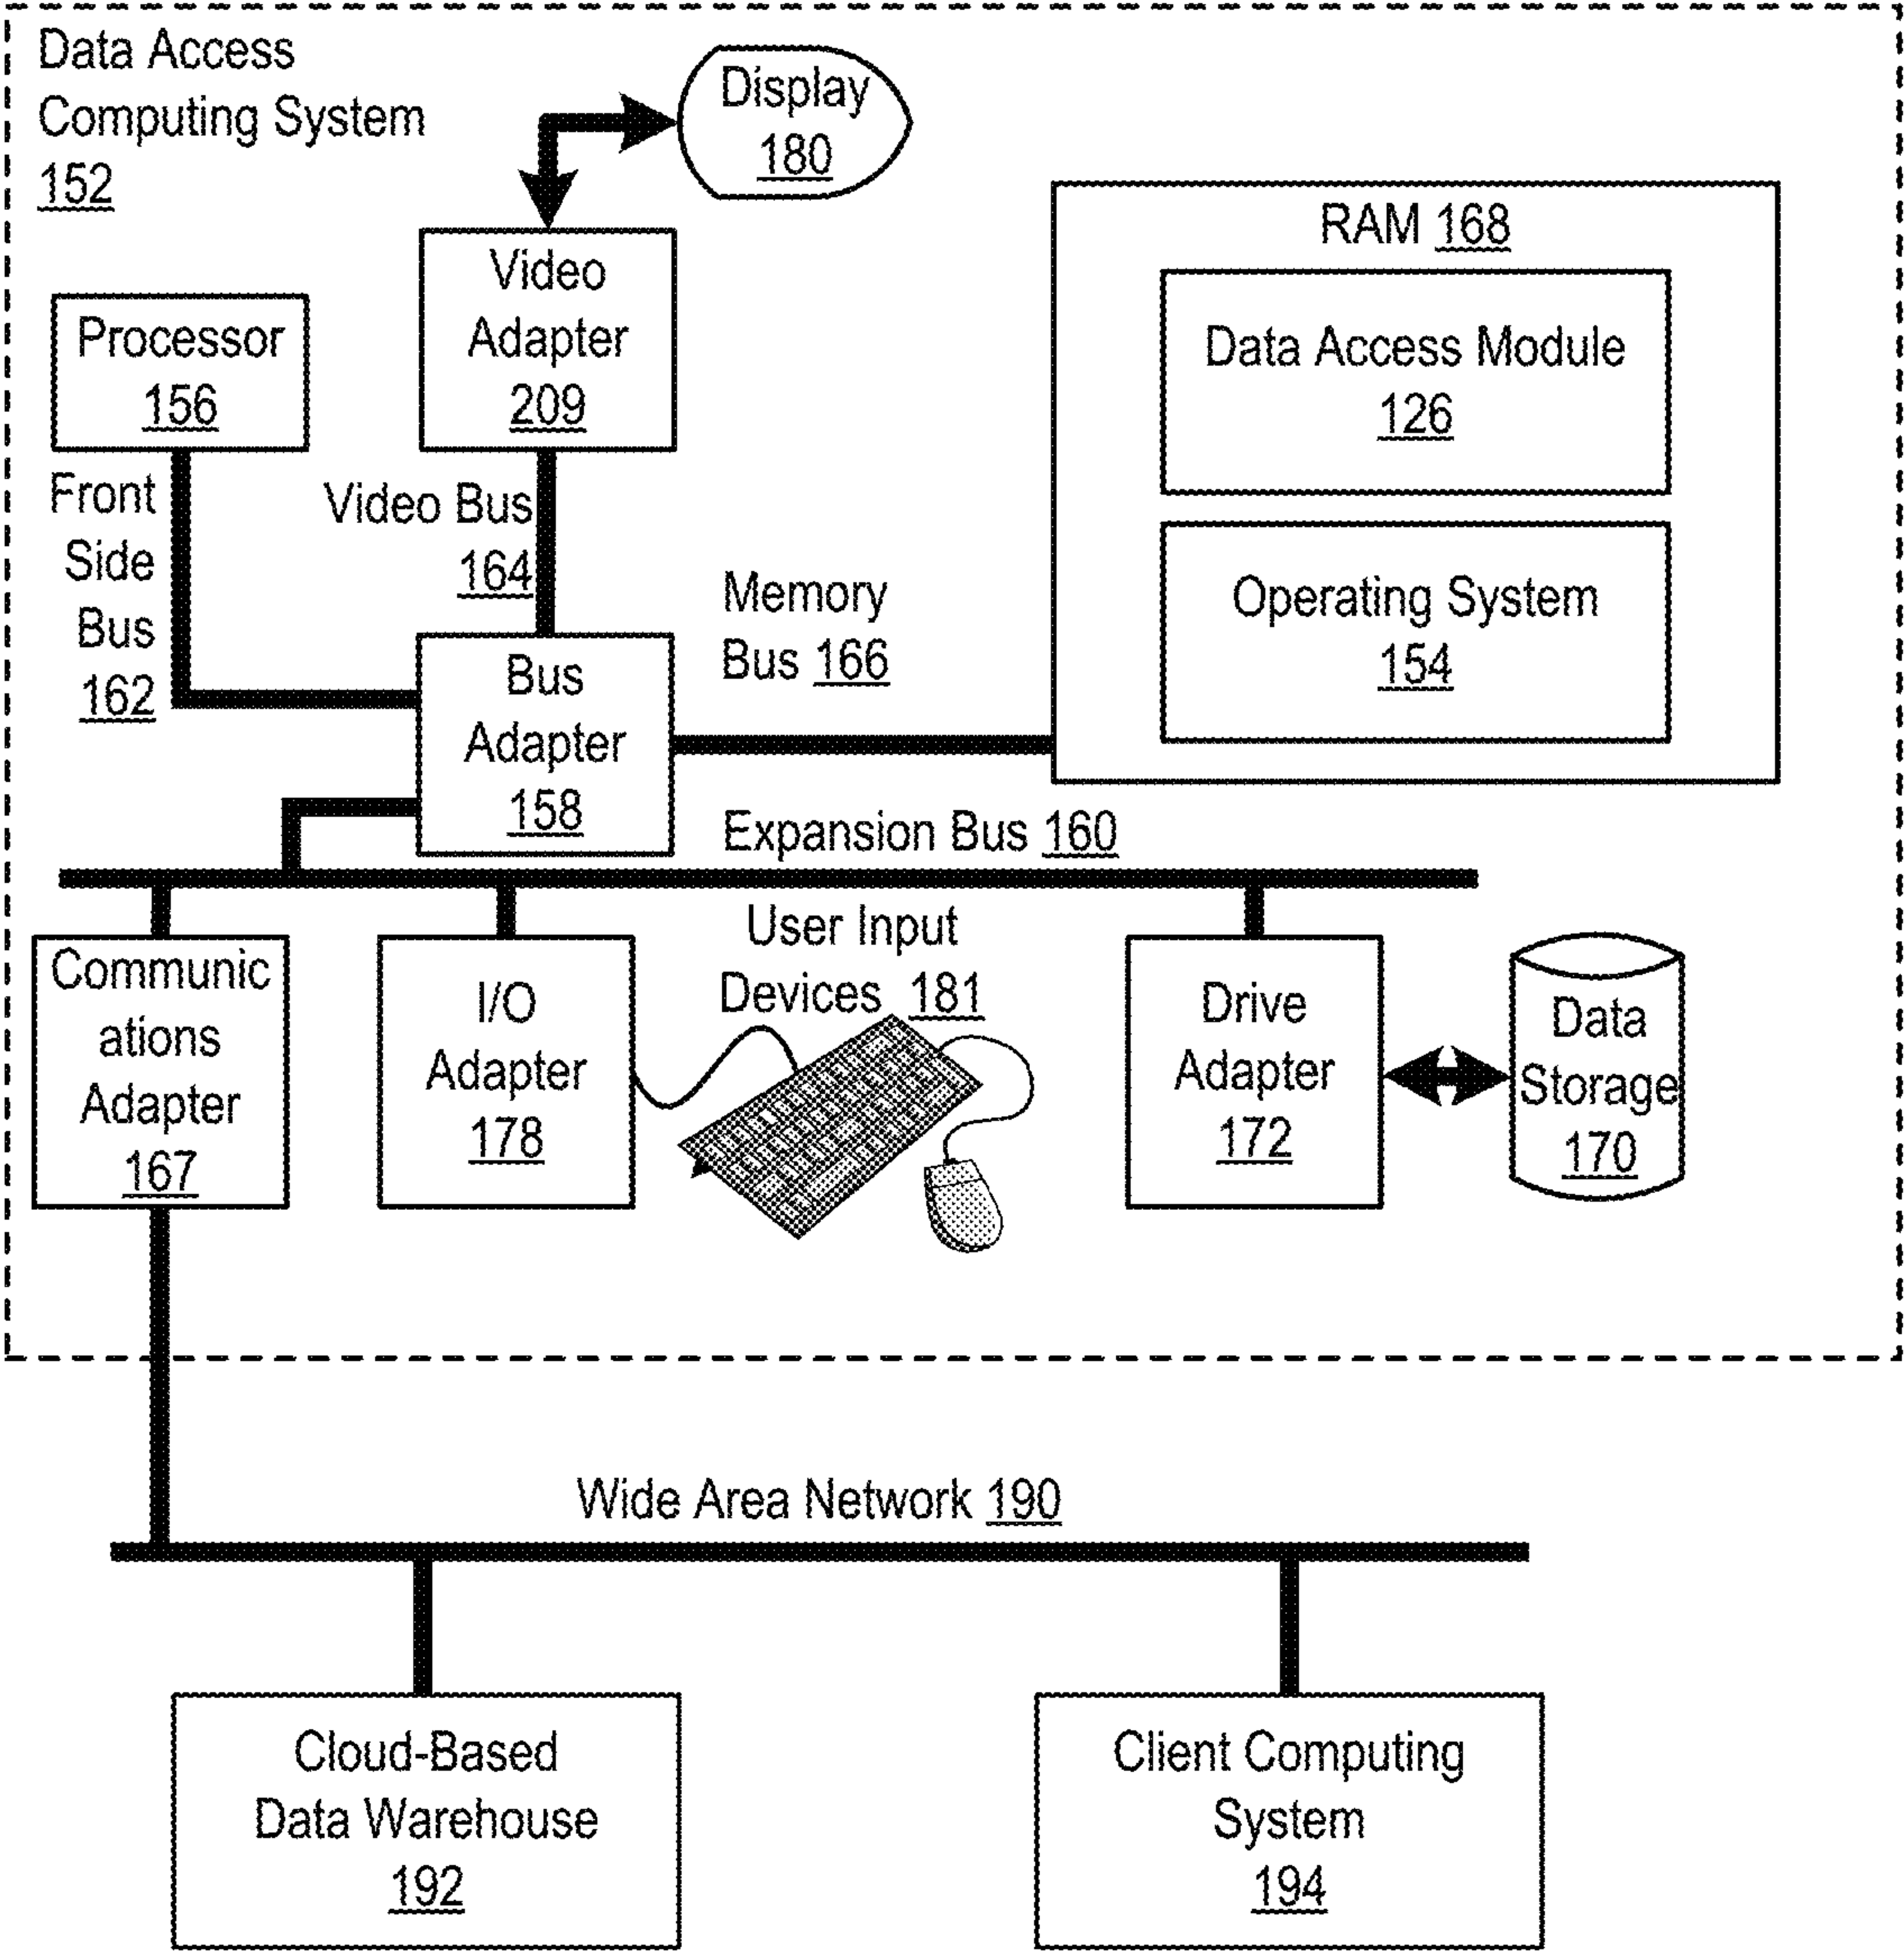 Data Access
Computing System
152
Display
180
Video
Adapter
209
Processor
156
RAM 168
Data Access Module
126
Operating System
154
Front
Side
Bus
162
Video Bus
164
Memory
Bus 166
Bus
Adapter
158
Expansion Bus 160
Communic
ations
Adapter
167
I/O
Adapter
178
User Input
Devices 181
Drive
Adapter
172
Data
Storage
170
Wide Area Network 190
Cloud-Based
Data Warehouse
192
Client Computing
System
194